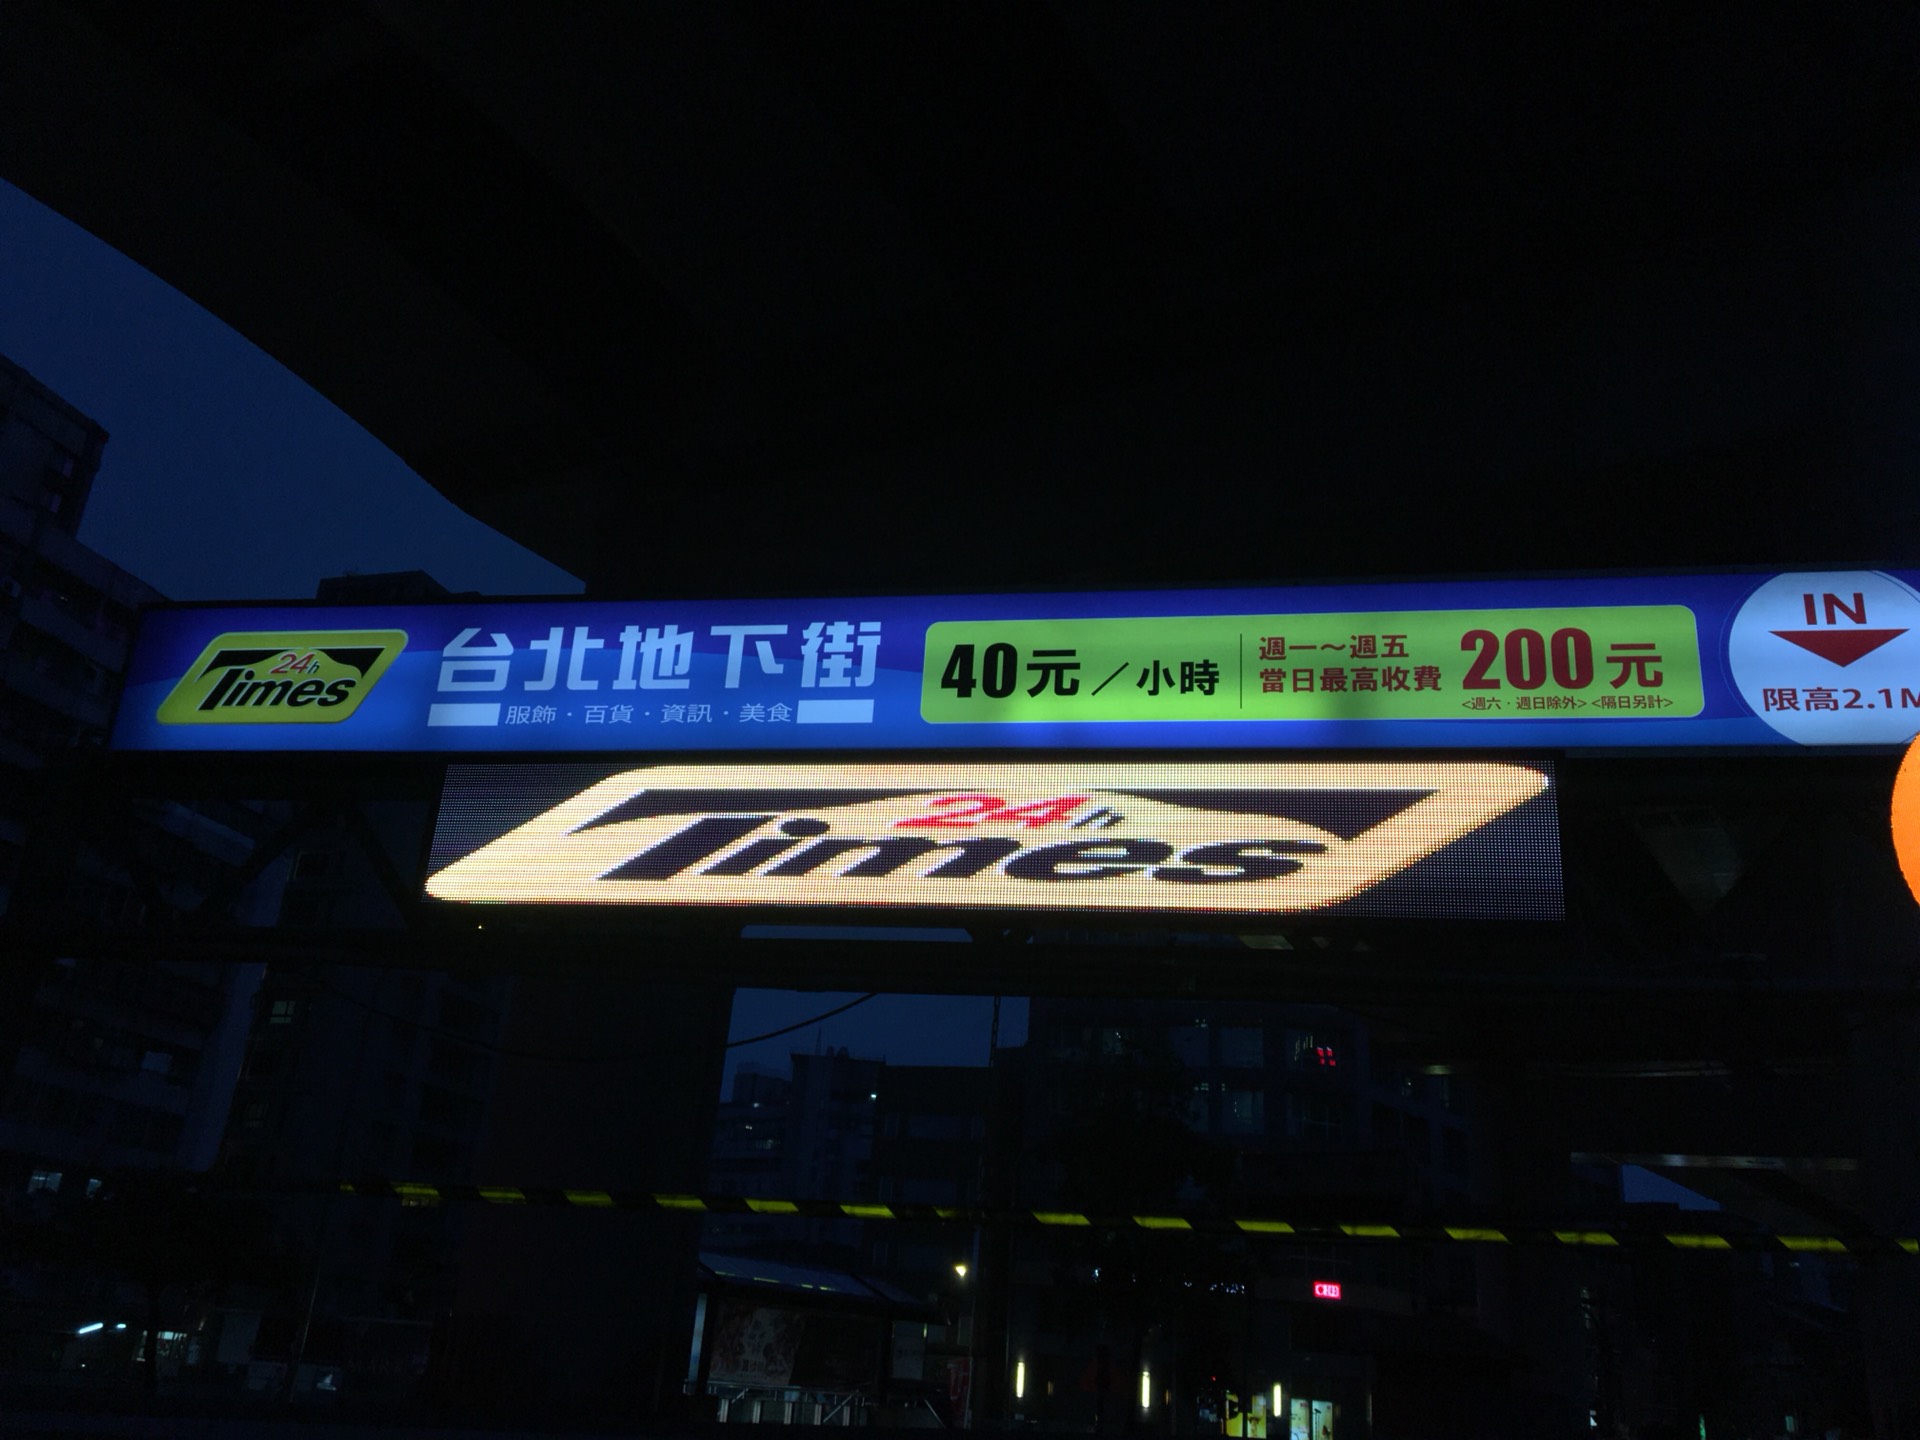 24h
Times
台北地下街
服飾・百貨・資訊・美食
40元／小時
週一～週五
當日最高收費
200元
<週六・週日除外><隔日另計>
IN
限高2.1M
24h
Times